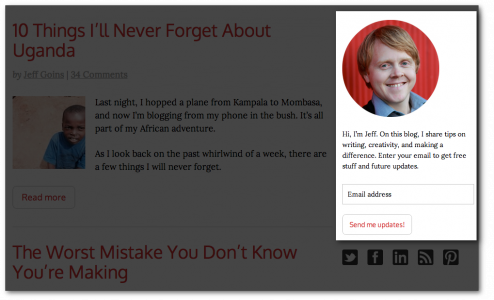 10 Things I'll Never Forget About
Uganda
by Jeff Goins | 34 Comments
Last night, I hopped a plane from Kampala to Mombasa,
and now I'm blogging from my phone in the bush. It's all
part of my African adventure.
As I look back on the past whirlwind of a week, there are
a few things I will never forget.
Read more
The Worst Mistake You Don't Know
You're Making
Hi, I'm Jeff. On this blog, I share tips on
writing, creativity, and making a
difference. Enter your email to get free
stuff and future updates.
Email address
Send me updates!